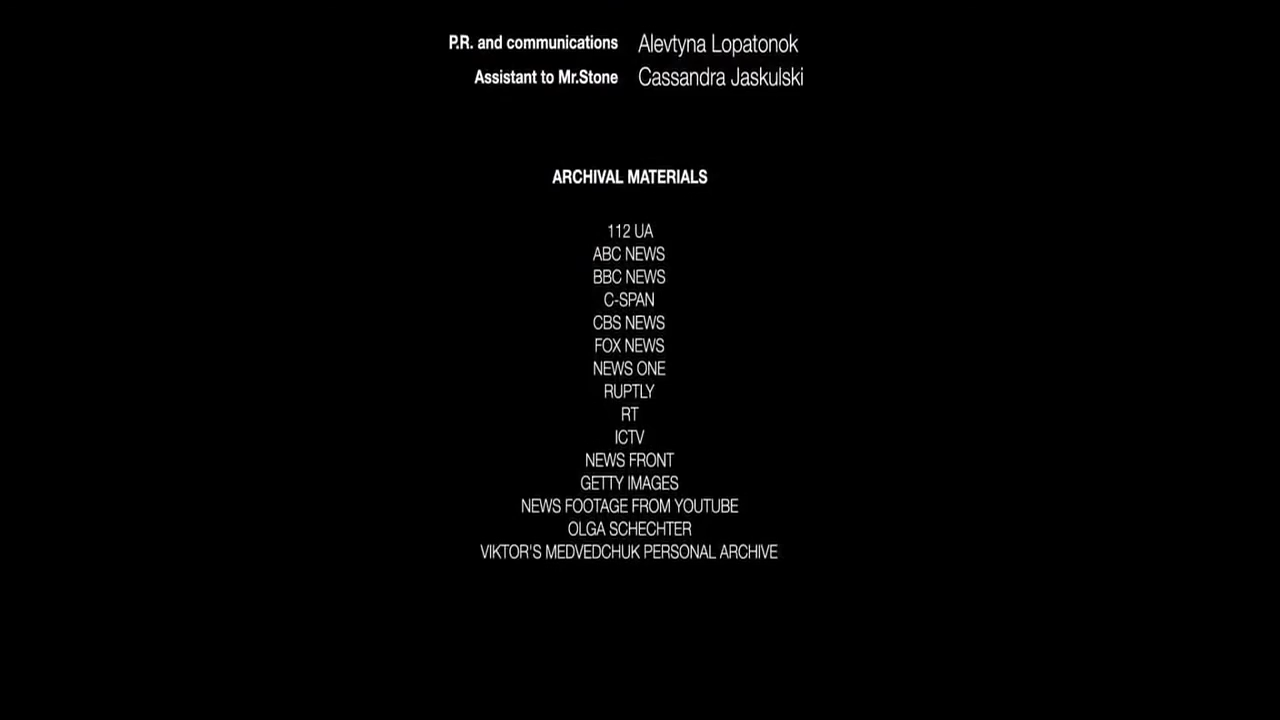 P.R. and communications Alevtyna Lopatonok
Assistant to Mr.Stone Cassandra Jaskulski
ARCHIVAL MATERIALS
112 UA
ABC NEWS
BBC NEWS
C-SPAN
CBS NEWS
FOX NEWS
NEWS ONE
RUPTLY
RT
ICTV
NEWS FRONT
GETTY IMAGES
NEWS FOOTAGE FROM YOUTUBE
OLGA SCHECHTER
VIKTOR'S MEDVEDCHUK PERSONAL ARCHIVE